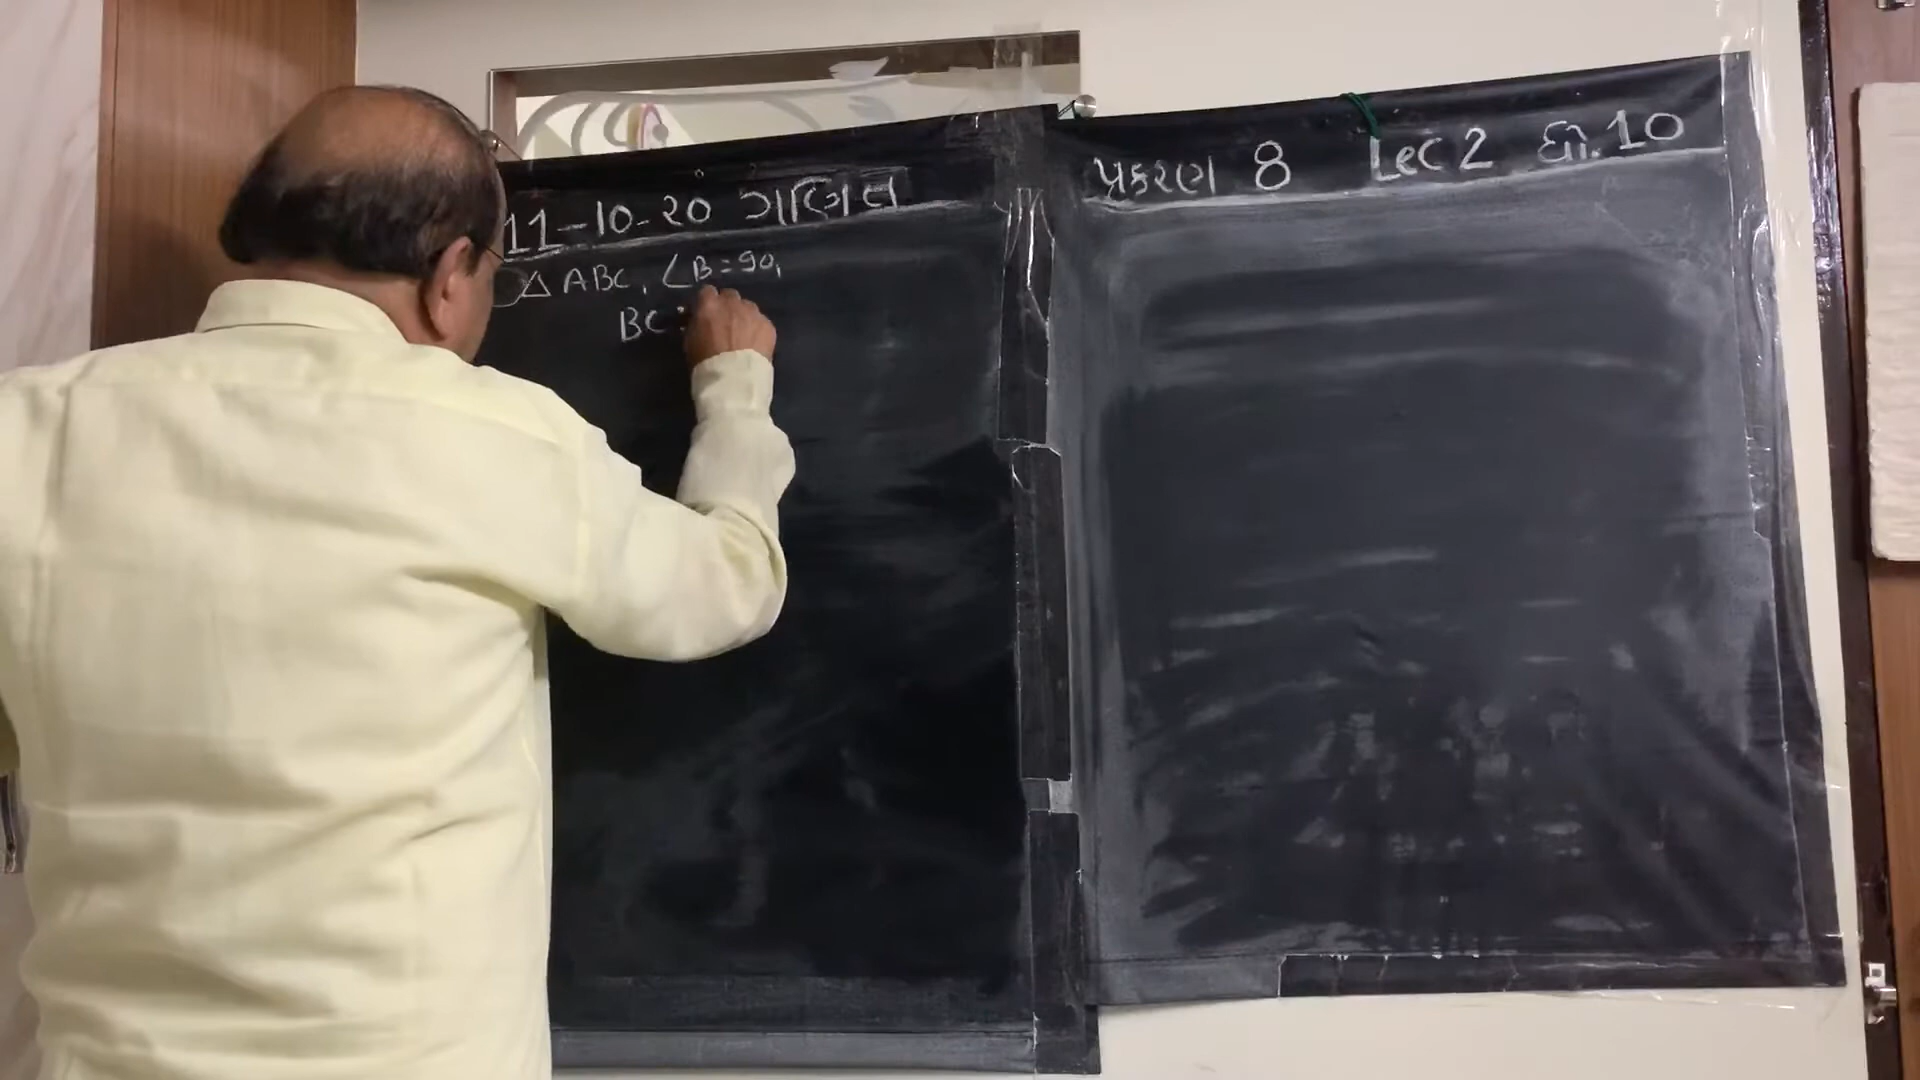 11-10-20 ગણિત
પ્રકરણ 8 Lec 2 ધો. 10
△ ABC, ∠B=90,
BC =